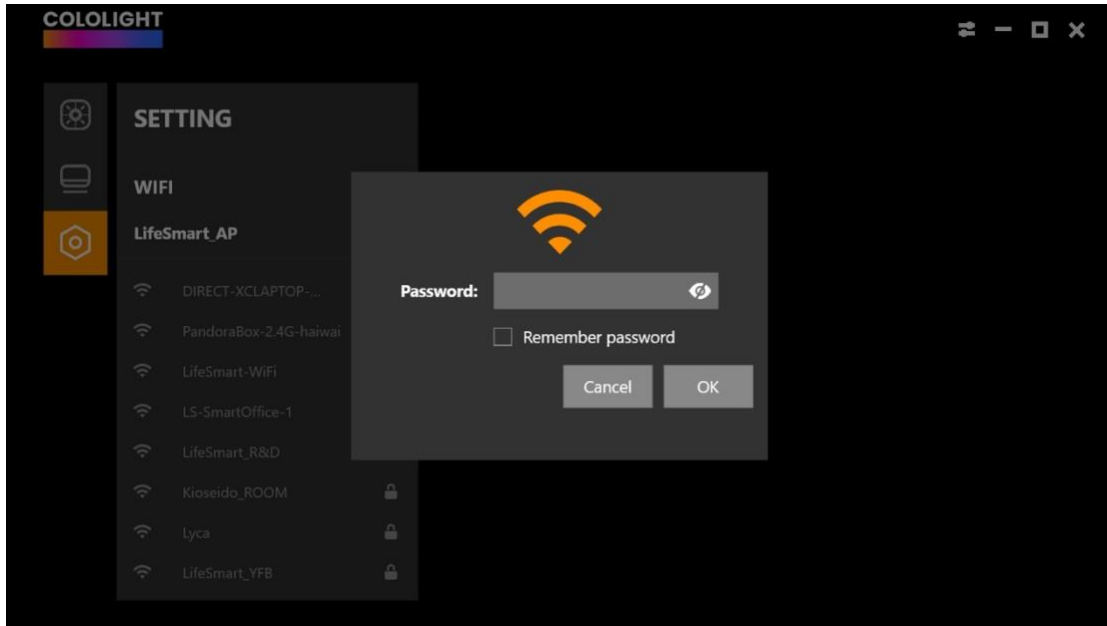 COLOLIGHT
SETTING
WIFI
LifeSmart_AP
DIRECT-XCLAPTOP-...
PandoraBox-2.4G-haiwai
LifeSmart-WiFi
LS-SmartOffice-1
LifeSmart_R&D
Kioseido_ROOM
Lyca
LifeSmart_YFB
Password:
Remember password
Cancel OK